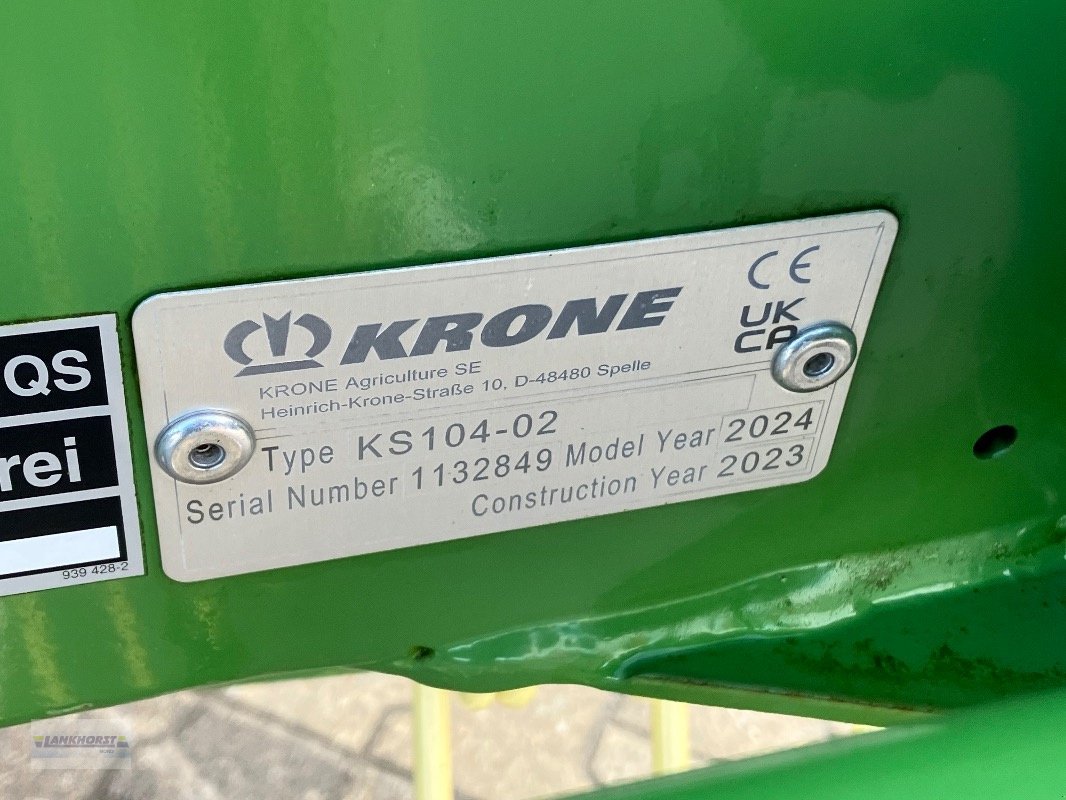 QS
rei
939 428-2
KRONE
CE
UK
CA
KRONE Agriculture SE
Heinrich-Krone-Straße 10, D-48480 Spelle
Type KS104-02
Serial Number 1132849 Model Year 2024
Construction Year 2023
LANKHORST